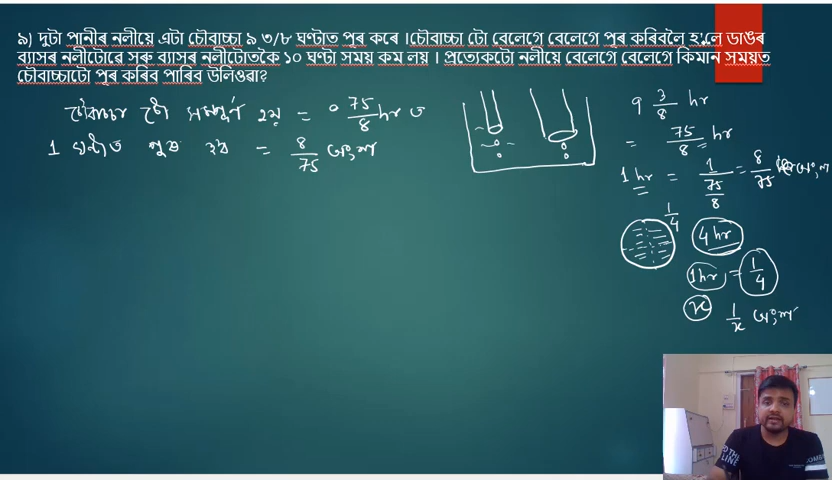 ৯) দুটা পানীৰ নলীয়ে এটা চৌবাচ্চা ৯ ৩/৮ ঘণ্টাত পূৰ কৰে ।চৌবাচ্চা টো বেলেগে বেলেগে পূৰ কৰিবলৈ হ'লে ডাঙৰ
ব্যাসৰ নলীটোৱে সৰু ব্যাসৰ নলীটোতকৈ ১০ ঘণ্টা সময় কম লয় । প্ৰত্যেকটো নলীয়ে বেলেগে বেলেগে কিমান সময়ত
চৌবাচ্চাটো পূৰ কৰিব পাৰিব উলিওৱা?
চৌবাচ্চা টো সম্পূৰ্ণ হয় = 75/8 hr ত
1 ঘন্টাত পূৰ হয় = 8/75 অংশ
9 3/8 hr
= 75/8 hr
1 hr = 1/75/8 = 8/75 অংশ
1/4
4 hr
1 hr = 1/4
x 1/x অংশ